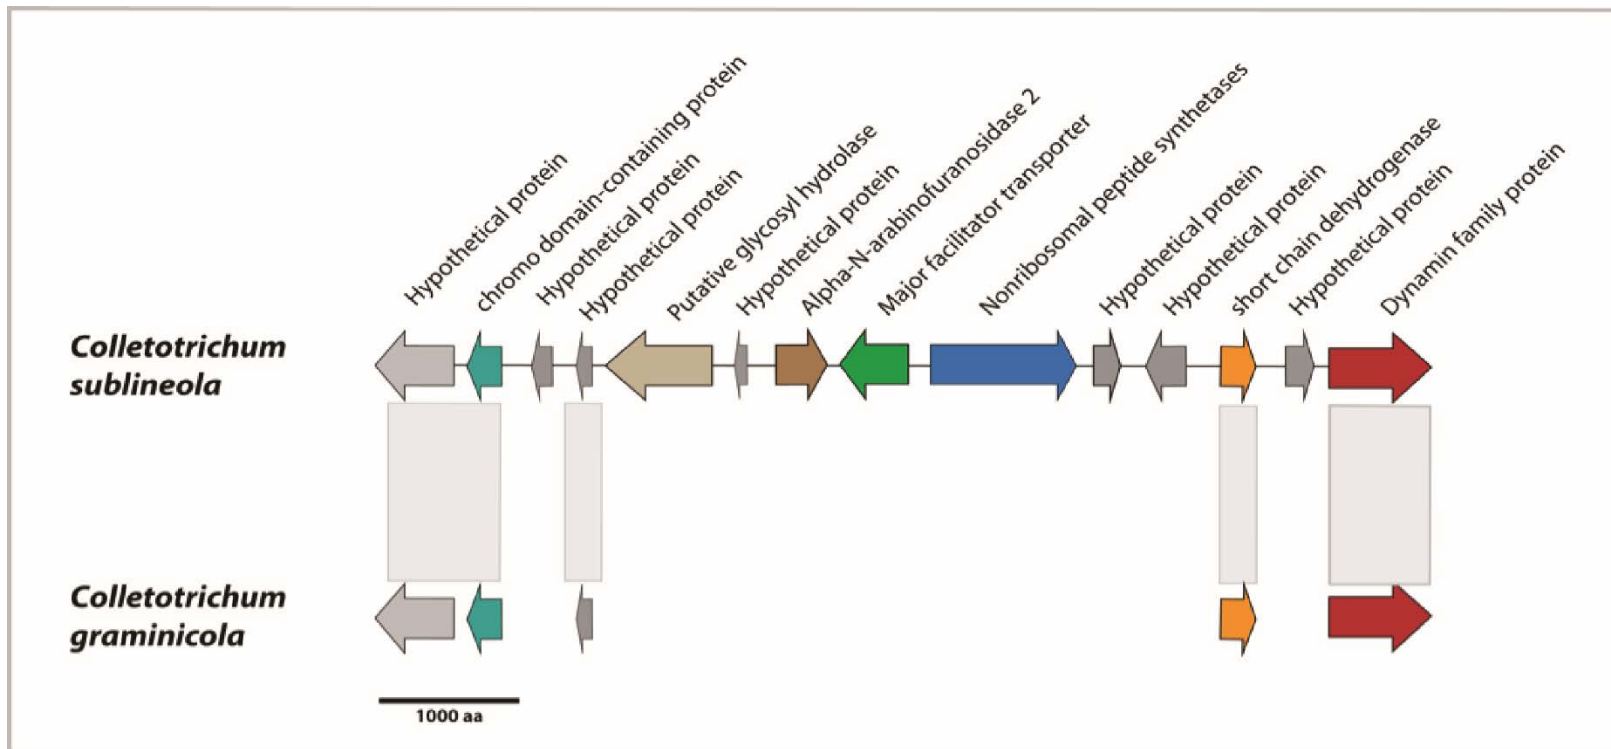 Hypothetical protein
chromo domain-containing protein
Hypothetical protein
Hypothetical protein
Putative glycosyl hydrolase
Hypothetical protein
Alpha-N-arabinofuranosidase 2
Major facilitator transporter
Nonribosomal peptide synthetases
Hypothetical protein
Hypothetical protein
short chain dehydrogenase
Hypothetical protein
Dynamin family protein
Colletotrichum
sublineola
Colletotrichum
graminicola
1000 aa